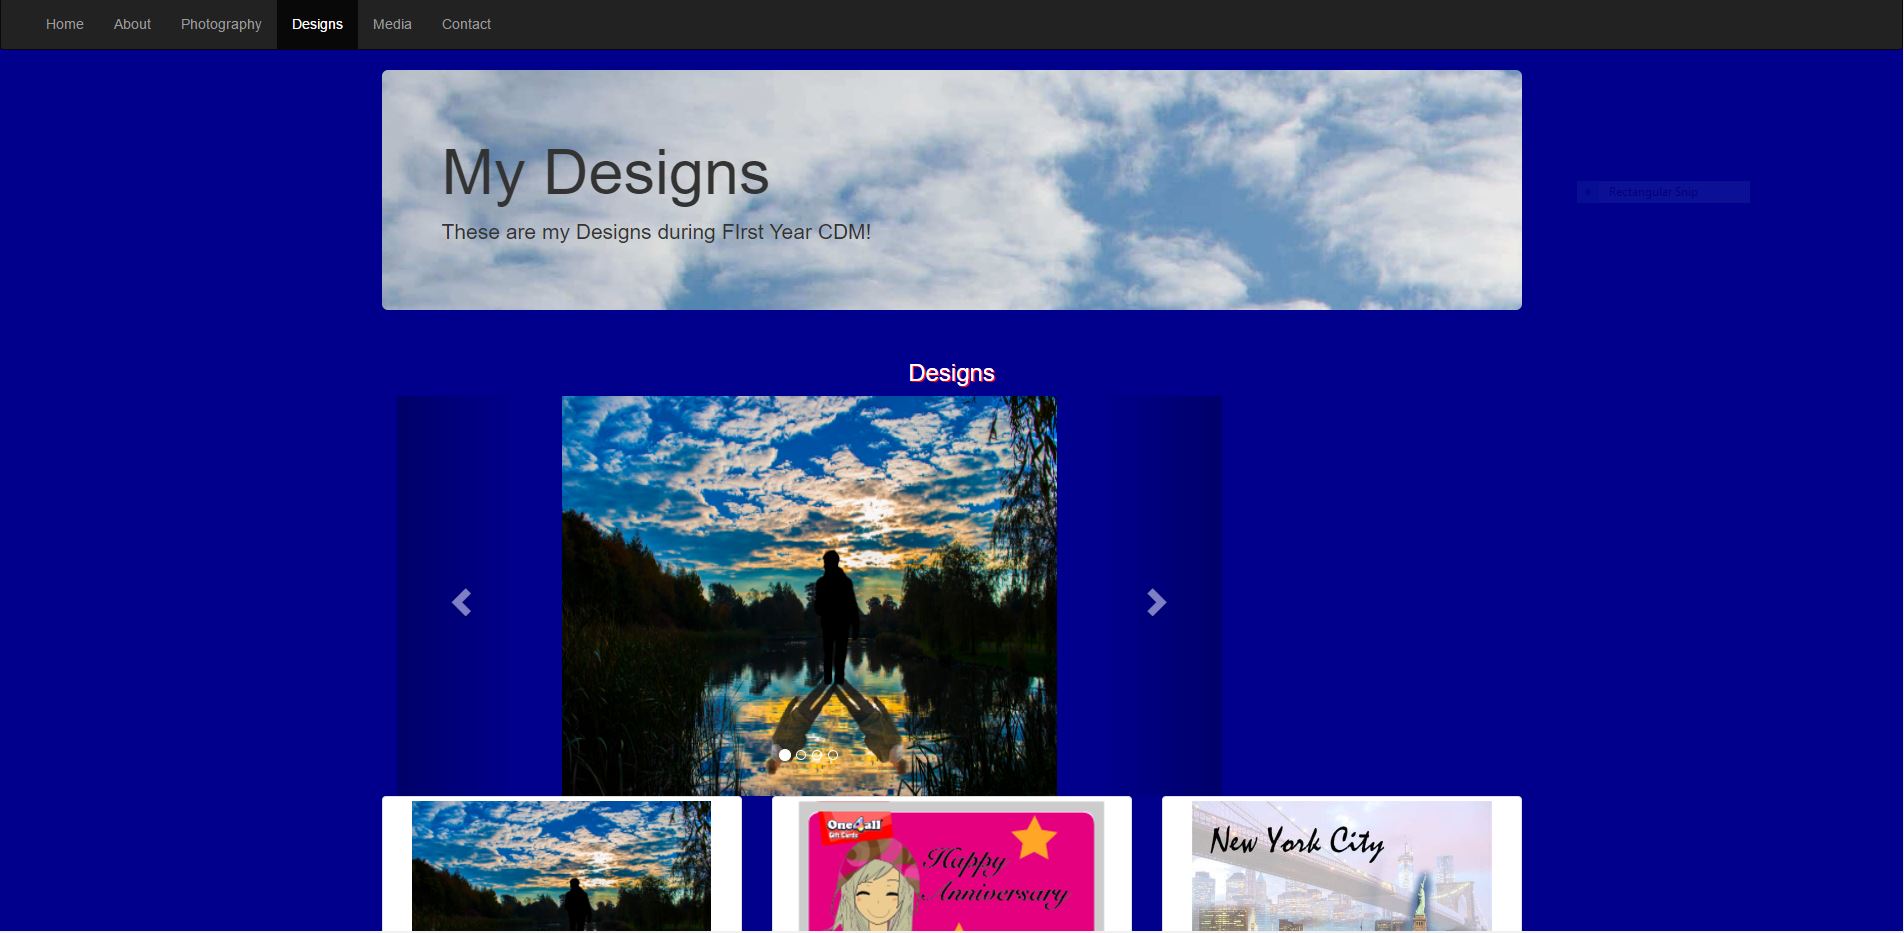 Home About Photography Designs Media Contact
My Designs
These are my Designs during FIrst Year CDM!
Rectangular Snip
Designs
One4all
Gift Cards
Happy
Anniversary
New York City